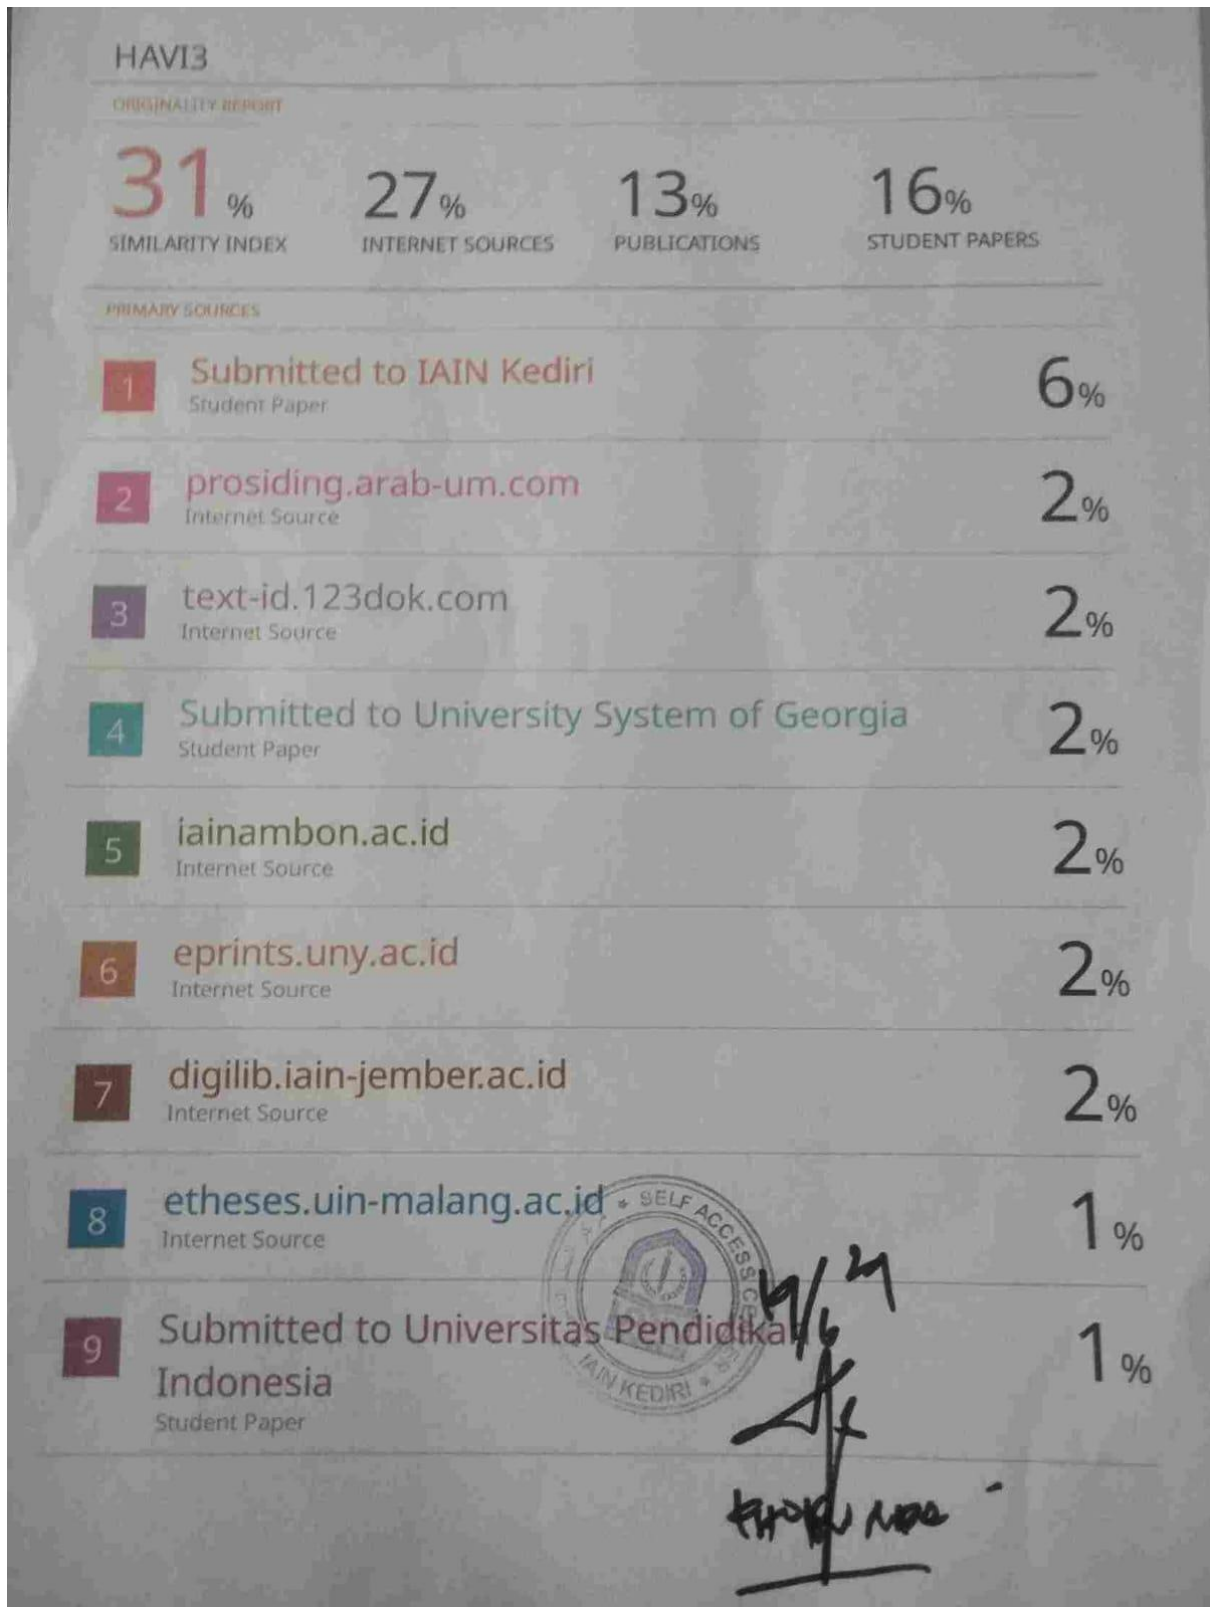 HAVI3
ORIGINALITY REPORT
31%
SIMILARITY INDEX
27%
INTERNET SOURCES
13%
PUBLICATIONS
16%
STUDENT PAPERS
PRIMARY SOURCES
1
Submitted to IAIN Kediri
Student Paper
6%
2
prosiding.arab-um.com
Internet Source
2%
3
text-id.123dok.com
Internet Source
2%
4
Submitted to University System of Georgia
Student Paper
2%
5
iainambon.ac.id
Internet Source
2%
6
eprints.uny.ac.id
Internet Source
2%
7
digilib.iain-jember.ac.id
Internet Source
2%
8
etheses.uin-malang.ac.id
Internet Source
1%
9
Submitted to Universitas Pendidikan
Indonesia
Student Paper
1%
SELF ACCESS CENTER
IAIN KEDIRI